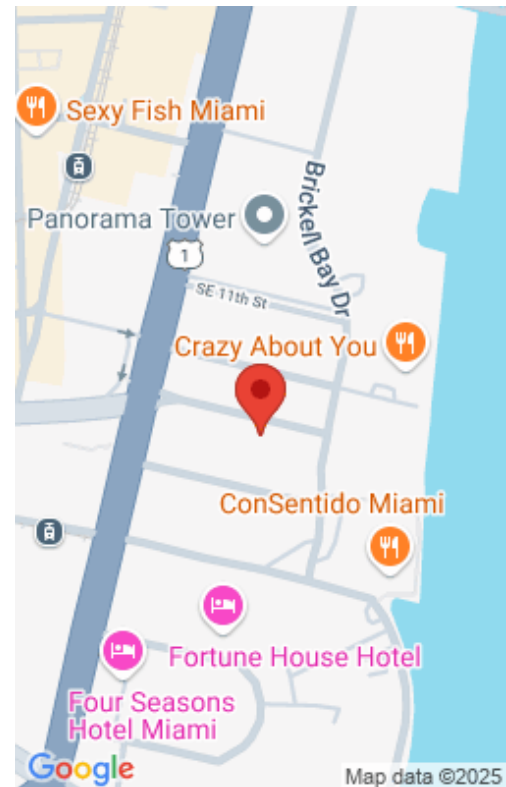 Sexy Fish Miami
Panorama Tower
Brickell Bay Dr
1
SE 11th St
Crazy About You
ConSentido Miami
Fortune House Hotel
Four Seasons
Hotel Miami
Google
Map data ©2025